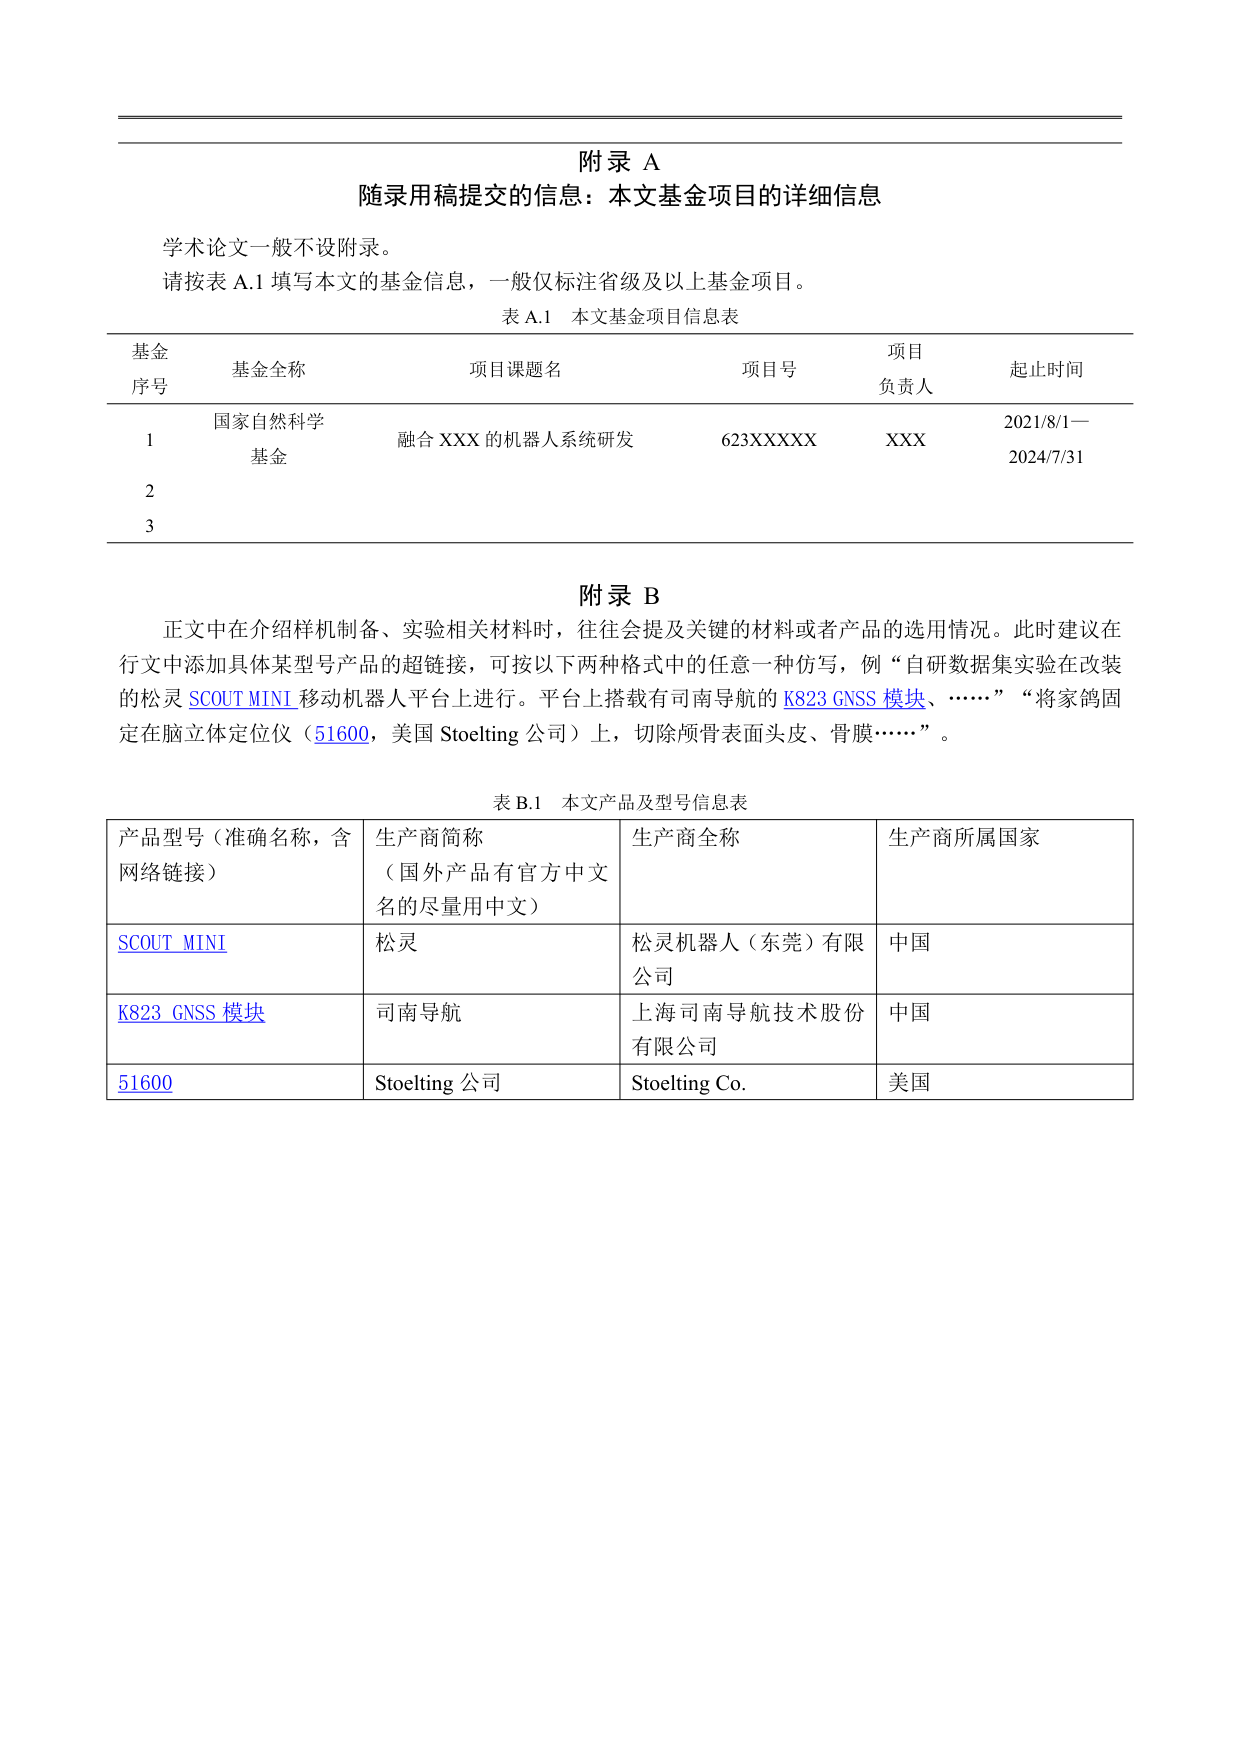 附录 A
随录用稿提交的信息：本文基金项目的详细信息
学术论文一般不设附录。
请按表 A.1 填写本文的基金信息，一般仅标注省级及以上基金项目。
表 A.1 本文基金项目信息表
基金序号 基金全称 项目课题名 项目号 项目负责人 起止时间
1 国家自然科学基金 融合 XXX 的机器人系统研发 623XXXXX XXX 2021/8/1—2024/7/31
2
3
附录 B
正文中在介绍样机制备、实验相关材料时，往往会提及关键的材料或者产品的选用情况。此时建议在
行文中添加具体某型号产品的超链接，可按以下两种格式中的任意一种仿写，例“自研数据集实验在改装
的松灵 SCOUT MINI 移动机器人平台上进行。平台上搭载有司南导航的 K823 GNSS 模块、……”“将家鸽固
定在脑立体定位仪（51600，美国 Stoelting 公司）上，切除颅骨表面头皮、骨膜……”。
表 B.1 本文产品及型号信息表
产品型号（准确名称，含
网络链接）
生产商简称
（国外产品有官方中文
名的尽量用中文）
生产商全称
生产商所属国家
SCOUT MINI
松灵
松灵机器人（东莞）有限
公司
中国
K823 GNSS 模块
司南导航
上海司南导航技术股份
有限公司
中国
51600
Stoelting 公司
Stoelting Co.
美国